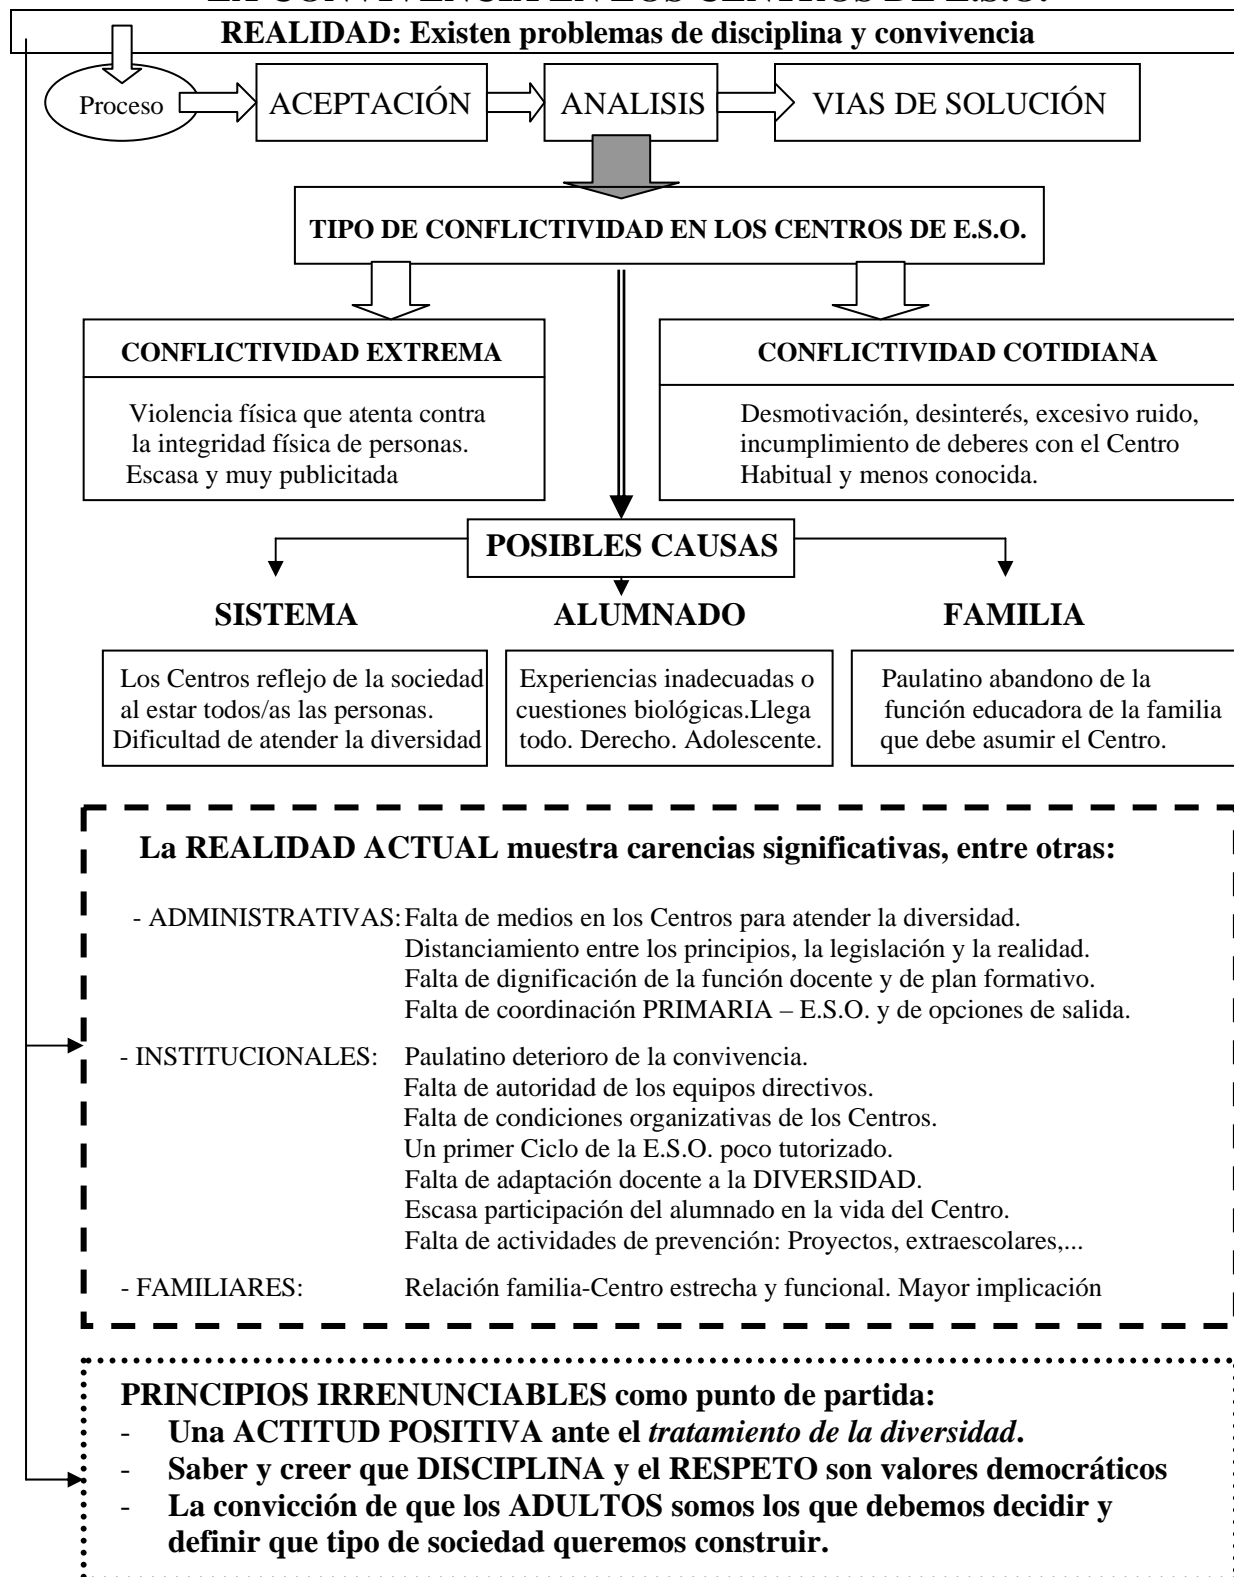 LA CONVIVENCIA EN LOS CENTROS DE E.S.O.
REALIDAD: Existen problemas de disciplina y convivencia
Proceso
ACEPTACIÓN
ANALISIS
VIAS DE SOLUCIÓN
TIPO DE CONFLICTIVIDAD EN LOS CENTROS DE E.S.O.
CONFLICTIVIDAD EXTREMA
Violencia física que atenta contra
la integridad física de personas.
Escasa y muy publicitada
CONFLICTIVIDAD COTIDIANA
Desmotivación, desinterés, excesivo ruido,
incumplimiento de deberes con el Centro
Habitual y menos conocida.
POSIBLES CAUSAS
SISTEMA
Los Centros reflejo de la sociedad
al estar todos/as las personas.
Dificultad de atender la diversidad
ALUMNADO
Experiencias inadecuadas o
cuestiones biológicas.Llega
todo. Derecho. Adolescente.
FAMILIA
Paulatino abandono de la
función educadora de la familia
que debe asumir el Centro.
La REALIDAD ACTUAL muestra carencias significativas, entre otras:
- ADMINISTRATIVAS: Falta de medios en los Centros para atender la diversidad.
Distanciamiento entre los principios, la legislación y la realidad.
Falta de dignificación de la función docente y de plan formativo.
Falta de coordinación PRIMARIA – E.S.O. y de opciones de salida.
- INSTITUCIONALES: Paulatino deterioro de la convivencia.
Falta de autoridad de los equipos directivos.
Falta de condiciones organizativas de los Centros.
Un primer Ciclo de la E.S.O. poco tutorizado.
Falta de adaptación docente a la DIVERSIDAD.
Escasa participación del alumnado en la vida del Centro.
Falta de actividades de prevención: Proyectos, extraescolares,...
- FAMILIARES: Relación familia-Centro estrecha y funcional. Mayor implicación
PRINCIPIOS IRRENUNCIABLES como punto de partida:
- Una ACTITUD POSITIVA ante el tratamiento de la diversidad.
- Saber y creer que DISCIPLINA y el RESPETO son valores democráticos
- La convicción de que los ADULTOS somos los que debemos decidir y
definir que tipo de sociedad queremos construir.